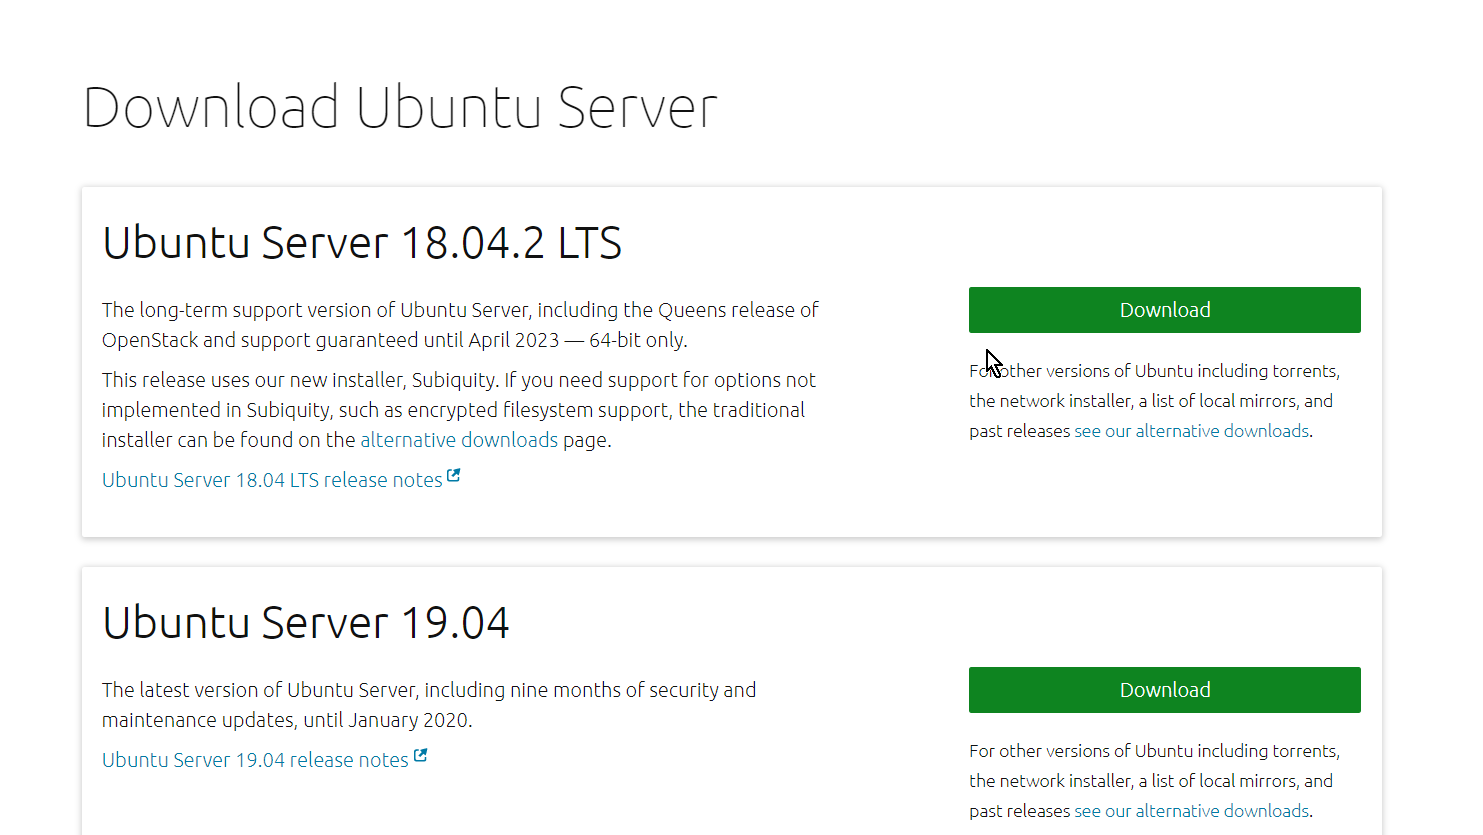 Download Ubuntu Server
Ubuntu Server 18.04.2 LTS
The long-term support version of Ubuntu Server, including the Queens release of
OpenStack and support guaranteed until April 2023 — 64-bit only.
This release uses our new installer, Subiquity. If you need support for options not
implemented in Subiquity, such as encrypted filesystem support, the traditional
installer can be found on the alternative downloads page.
Ubuntu Server 18.04 LTS release notes
Download
For other versions of Ubuntu including torrents,
the network installer, a list of local mirrors, and
past releases see our alternative downloads.
Ubuntu Server 19.04
The latest version of Ubuntu Server, including nine months of security and
maintenance updates, until January 2020.
Ubuntu Server 19.04 release notes
Download
For other versions of Ubuntu including torrents,
the network installer, a list of local mirrors, and
past releases see our alternative downloads.